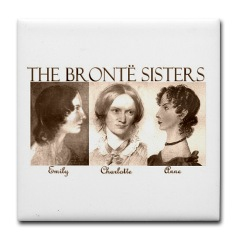 THE BRONTË SISTERS
Emily Charlotte Anne